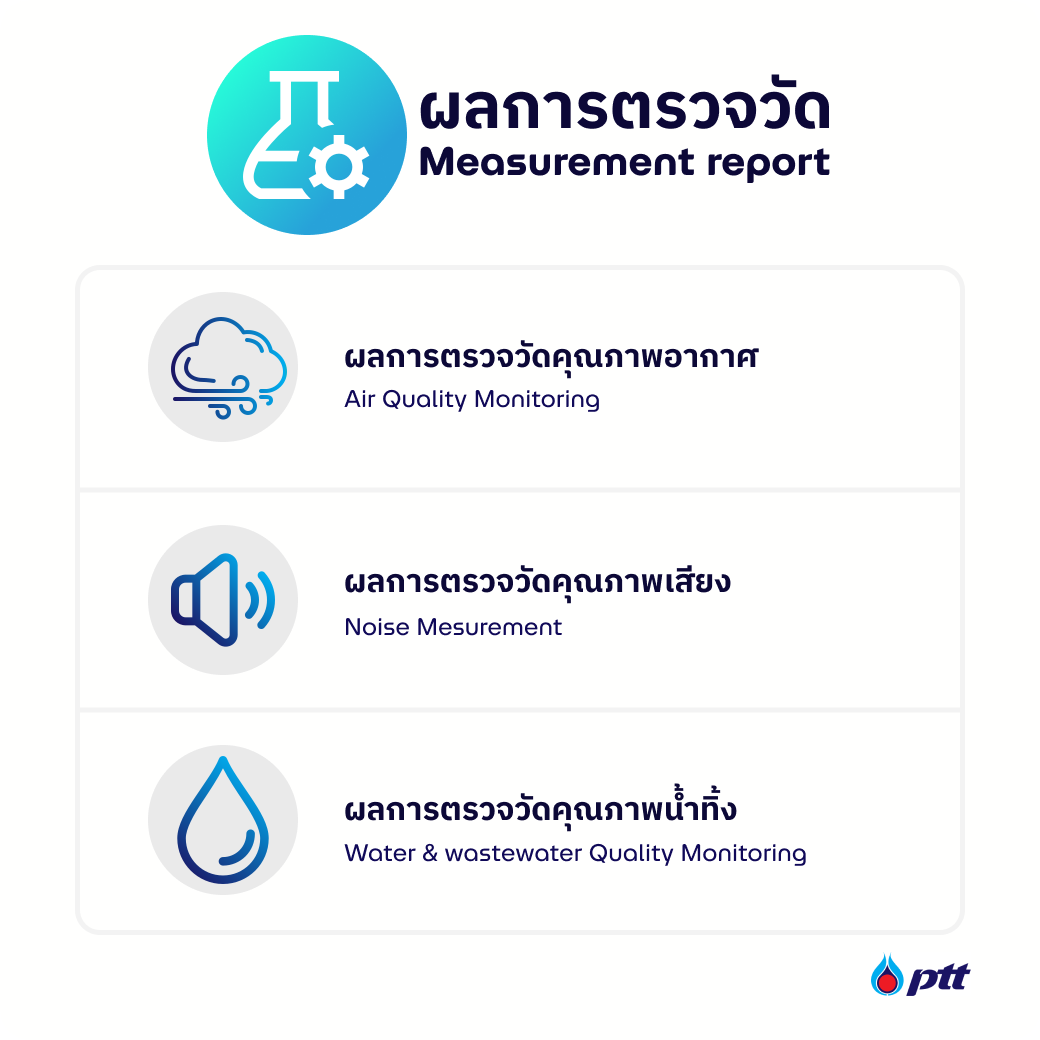 ผลการตรวจวัด
Measurement report
ผลการตรวจวัดคุณภาพอากาศ
Air Quality Monitoring
ผลการตรวจวัดคุณภาพเสียง
Noise Mesurement
ผลการตรวจวัดคุณภาพน้ำทิ้ง
Water & wastewater Quality Monitoring
ptt